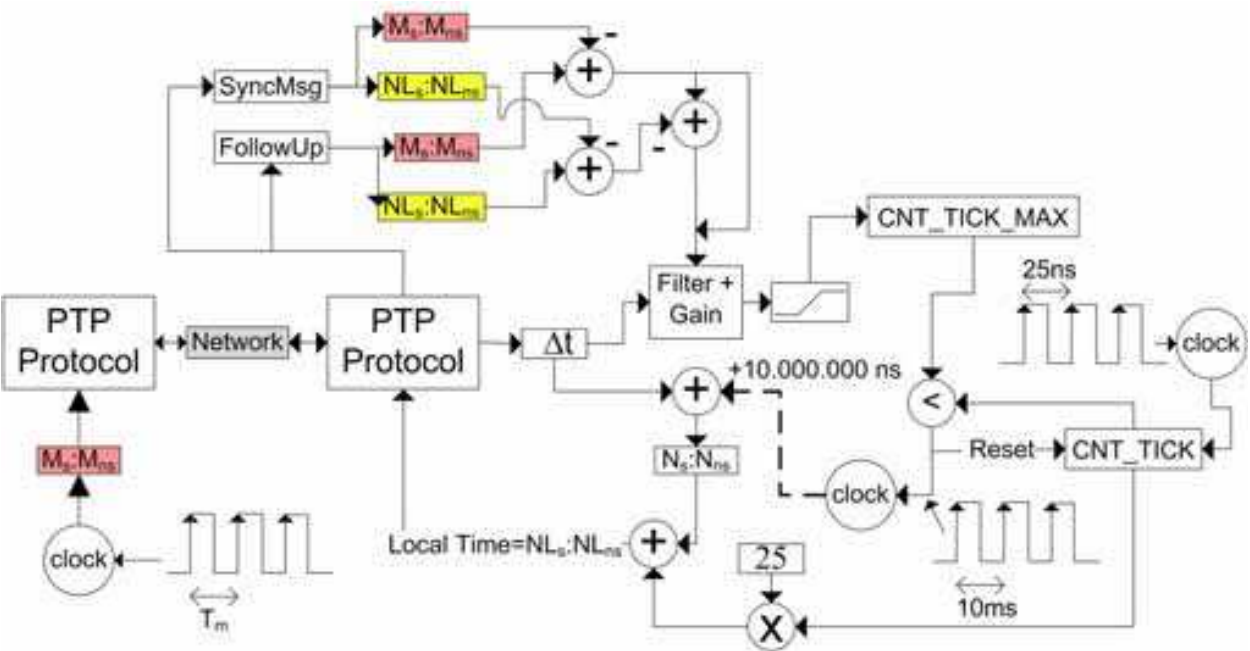 Ms:Mns
-
+
SyncMsg
NLs:NLns
+
FollowUp
Ms:Mns
-
-
+
NLs:NLns
CNT_TICK_MAX
25ns
Filter +
Gain
PTP
Protocol
Network
PTP
Protocol
Δt
clock
+10.000.000 ns
+
<
Ms:Mns
Ns:Nns
Reset
CNT_TICK
clock
clock
Local Time=NLs:NLns
+
25
Tm
10ms
X